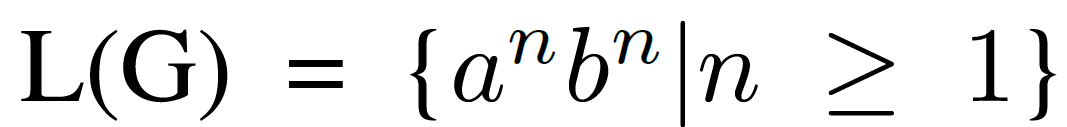 L(G) = {aⁿbⁿ|n ≥ 1}